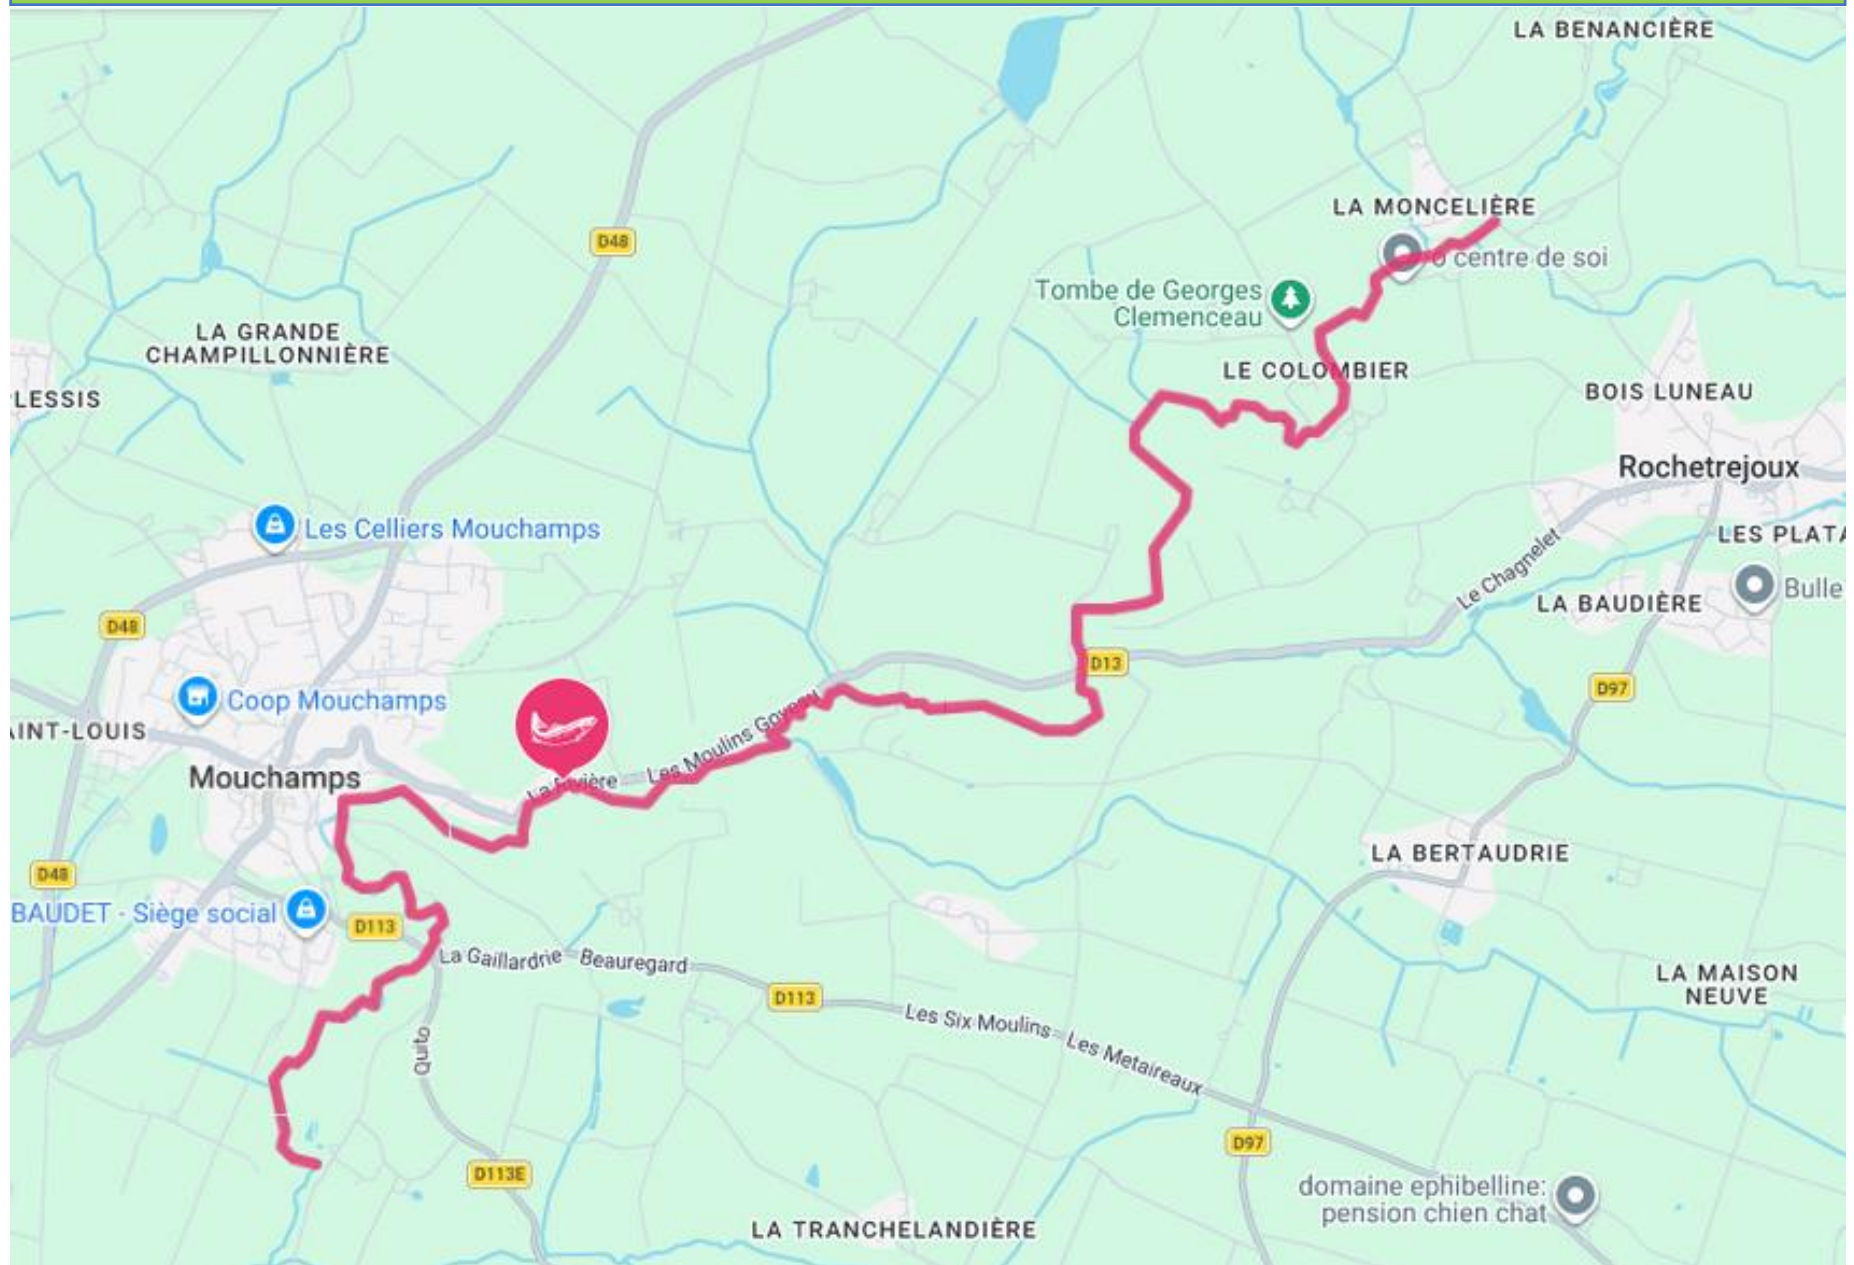 LA BENANCIÈRE
LA MONCELIÈRE
D48
centre de soi
Tombe de Georges
Clemenceau
LA GRANDE
CHAMPILLONNIÈRE
LE COLOMBIER
LESSIS
BOIS LUNEAU
Rochetrejoux
Les Celliers Mouchamps
LES PLATA
Le Chagnelet
Bulle
LA BAUDIÈRE
D48
D13
D97
Coop Mouchamps
AINT-LOUIS
Les Moulins
Mouchamps
La Rivière
LA BERTAUDRIE
D48
BAUDET - Siège social
D113
La Gaillardrie
Beauregard
LA MAISON
NEUVE
D113
Les Six Moulins
Les Metaireaux
Quito
D97
D113E
domaine ephibelline:
pension chien chat
LA TRANCHELANDIÈRE